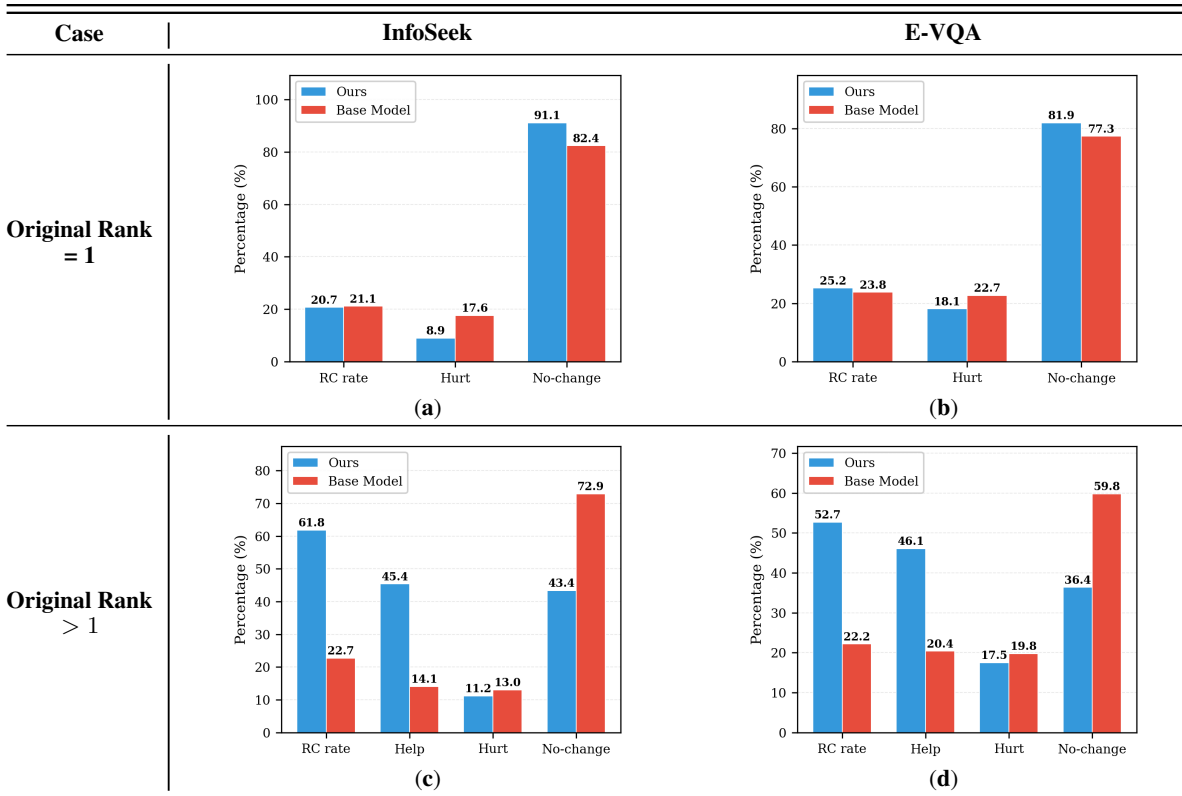 Case InfoSeek E-VQA
Original Rank
= 1
Ours
Base Model
Percentage (%)
100
80
60
40
20
0
20.7 21.1 8.9 17.6 91.1 82.4
RC rate Hurt No-change
(a)
Ours
Base Model
Percentage (%)
80
60
40
20
0
25.2 23.8 18.1 22.7 81.9 77.3
RC rate Hurt No-change
(b)
Original Rank
> 1
Ours
Base Model
Percentage (%)
80
70
60
50
40
30
20
10
0
61.8 22.7 45.4 14.1 11.2 13.0 43.4 72.9
RC rate Help Hurt No-change
(c)
Ours
Base Model
Percentage (%)
70
60
50
40
30
20
10
0
52.7 22.2 46.1 20.4 17.5 19.8 36.4 59.8
RC rate Help Hurt No-change
(d)